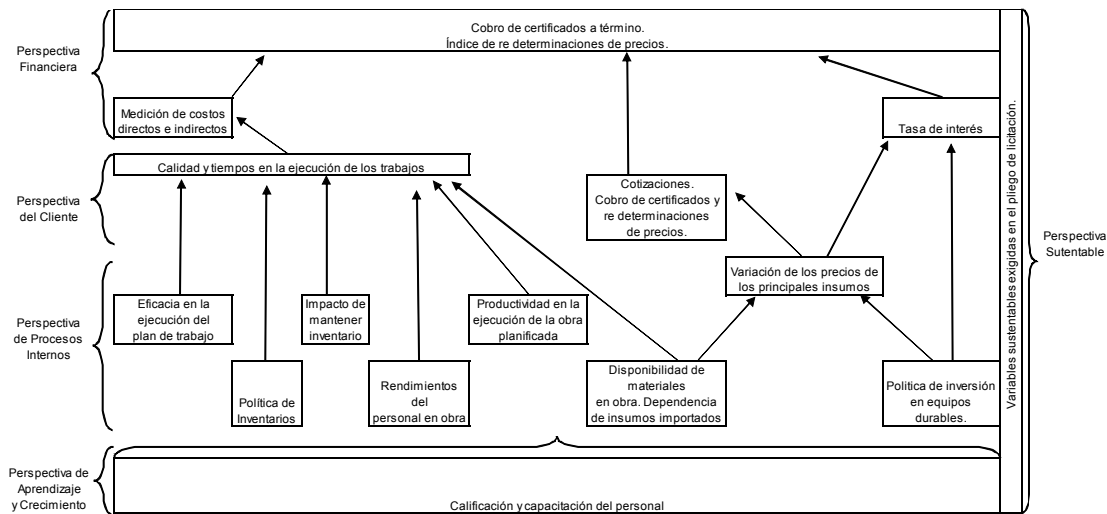 Cobro de certificados a término.
Índice de re determinaciones de precios.
Perspectiva
Financiera
Medición de costos
directos e indirectos
Tasa de interés
Calidad y tiempos en la ejecución de los trabajos
Perspectiva
del Cliente
Cotizaciones.
Cobro de certificados y
re determinaciones
de precios.
Variación de los precios de
los principales insumos
Perspectiva
de Procesos
Internos
Eficacia en la
ejecución del
plan de trabajo
Impacto de
mantener
inventario
Productividad en la
ejecución de la obra
planificada
Política de
Inventarios
Rendimientos
del
personal en obra
Disponibilidad de
materiales
en obra. Dependencia
de insumos importados
Politica de inversión
en equipos
durables.
Perspectiva de
Aprendizaje
y Crecimiento
Calificación y capacitación del personal
Variables sustentables exigidas en el pliego de licitación.
Perspectiva
Sutentable